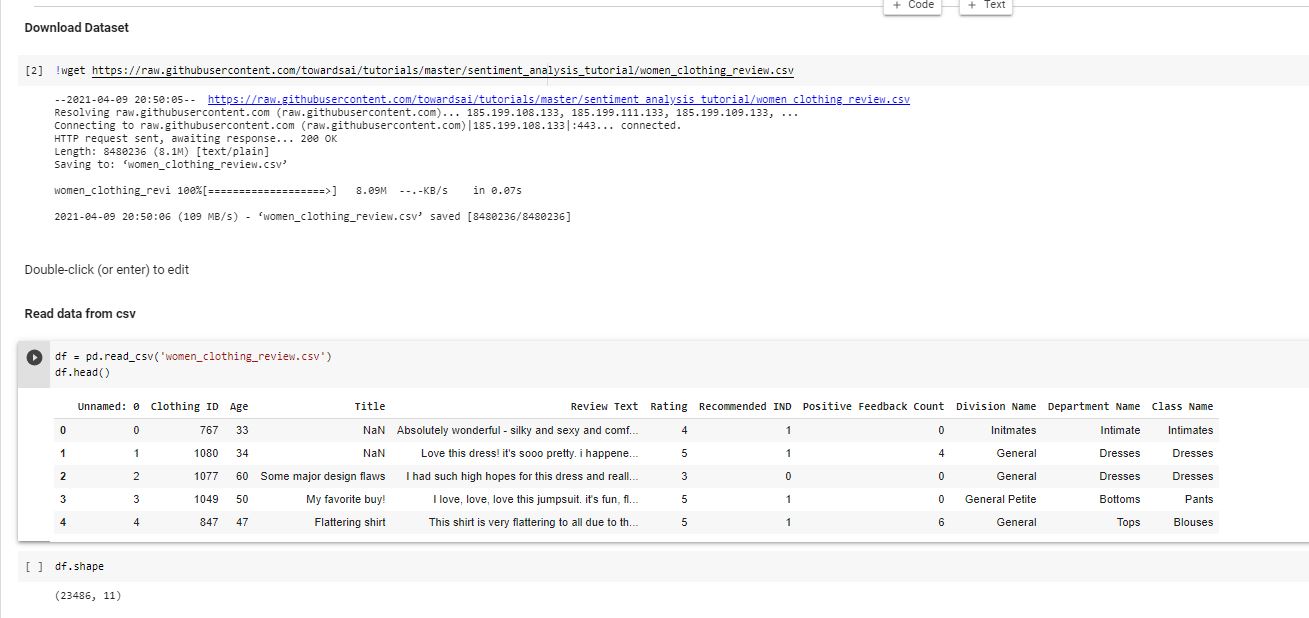 + Code + Text
Download Dataset
[2] !wget https://raw.githubusercontent.com/towardsai/tutorials/master/sentiment_analysis_tutorial/women_clothing_review.csv
--2021-04-09 20:50:05--  https://raw.githubusercontent.com/towardsai/tutorials/master/sentiment_analysis_tutorial/women_clothing_review.csv
Resolving raw.githubusercontent.com (raw.githubusercontent.com)... 185.199.108.133, 185.199.111.133, 185.199.109.133, ...
Connecting to raw.githubusercontent.com (raw.githubusercontent.com)|185.199.108.133|:443... connected.
HTTP request sent, awaiting response... 200 OK
Length: 8480236 (8.1M) [text/plain]
Saving to: ‘women_clothing_review.csv’
women_clothing_revi 100%[===================>]   8.09M  --.-KB/s    in 0.07s
2021-04-09 20:50:06 (109 MB/s) - ‘women_clothing_review.csv’ saved [8480236/8480236]
Double-click (or enter) to edit
Read data from csv
df = pd.read_csv('women_clothing_review.csv')
df.head()
Unnamed: 0 Clothing ID Age Title Review Text Rating Recommended IND Positive Feedback Count Division Name Department Name Class Name
0 0 767 33 NaN Absolutely wonderful - silky and sexy and comf... 4 1 0 Initmates Intimate Intimates
1 1 1080 34 NaN Love this dress! it's sooo pretty. i happene... 5 1 4 General Dresses Dresses
2 2 1077 60 Some major design flaws I had such high hopes for this dress and reall... 3 0 0 General Dresses Dresses
3 3 1049 50 My favorite buy! I love, love, love this jumpsuit. it's fun, fl... 5 1 0 General Petite Bottoms Pants
4 4 847 47 Flattering shirt This shirt is very flattering to all due to th... 5 1 6 General Tops Blouses
[ ] df.shape
(23486, 11)